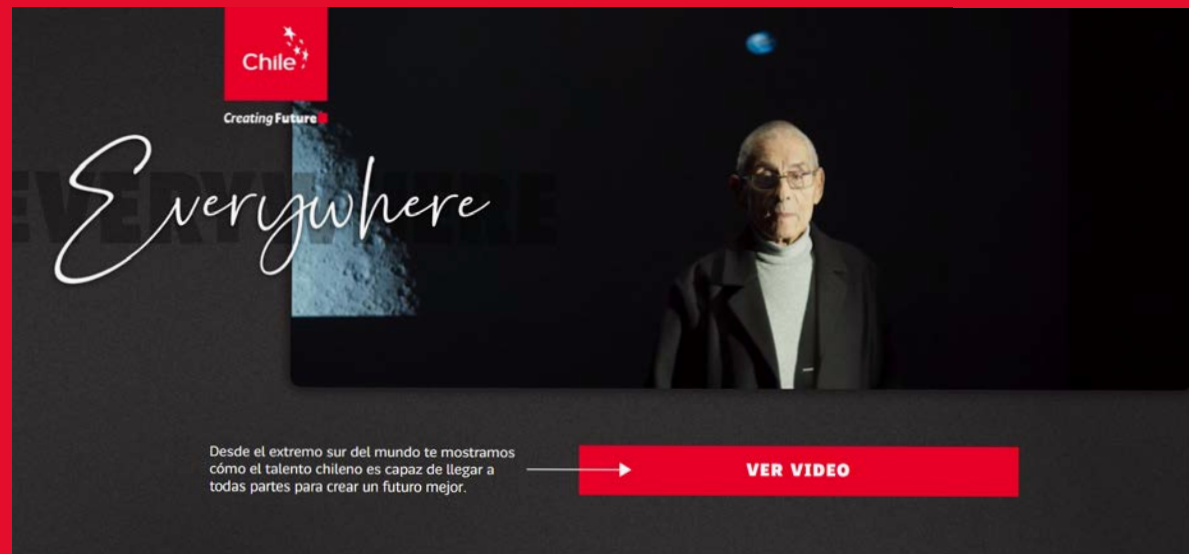 Chile
Creating Future
EVERYWHERE
Everywhere
Desde el extremo sur del mundo te mostramos
cómo el talento chileno es capaz de llegar a
todas partes para crear un futuro mejor.
VER VIDEO